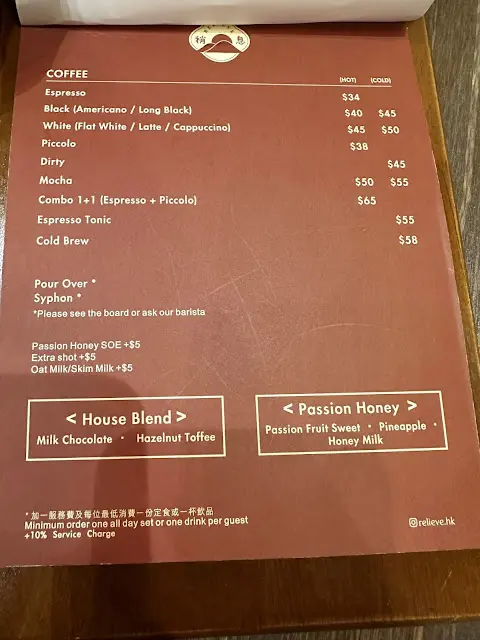 稍 息
COFFEE (HOT) (COLD)
Espresso $34
Black (Americano / Long Black) $40 $45
White (Flat White / Latte / Cappuccino) $45 $50
Piccolo $38
Dirty $45
Mocha $50 $55
Combo 1+1 (Espresso + Piccolo) $65
Espresso Tonic $55
Cold Brew $58
Pour Over *
Syphon *
*Please see the board or ask our barista
Passion Honey SOE +$5
Extra shot +$5
Oat Milk/Skim Milk +$5
< House Blend >
Milk Chocolate · Hazelnut Toffee
< Passion Honey >
Passion Fruit Sweet · Pineapple ·
Honey Milk
* 加一服務費及每位最低消費一份定食或一杯飲品
Minimum order one all day set or one drink per guest
+10% Service Charge
relieve.hk